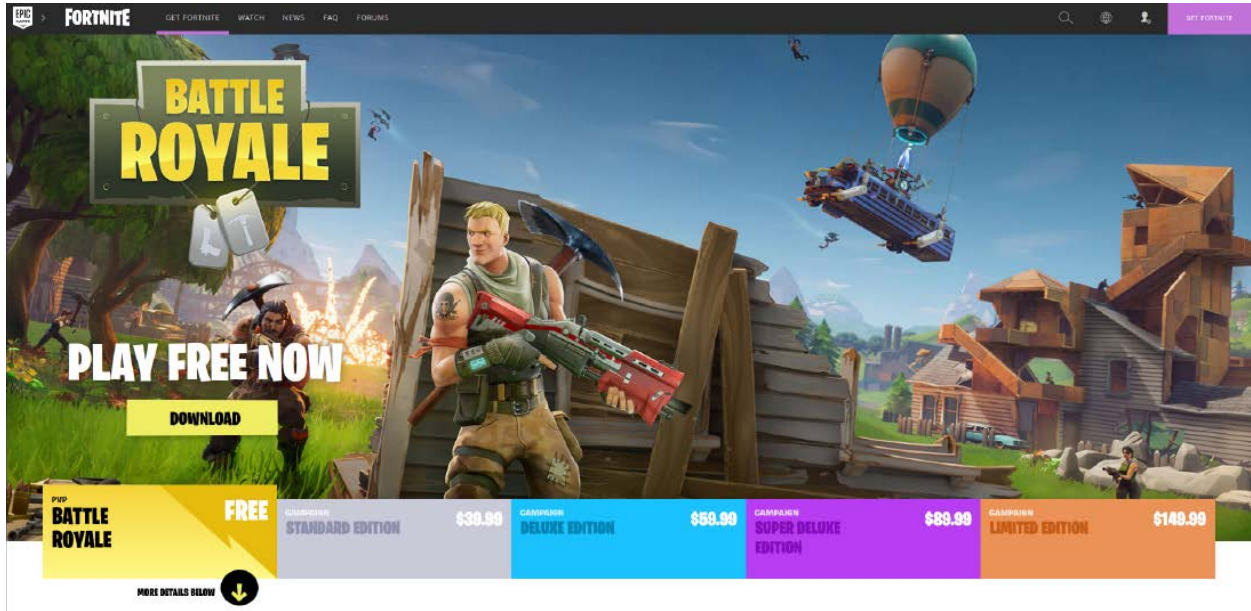 EPIC
GAMES
FORTNITE
GET FORTNITE
WATCH
NEWS
FAQ
FORUMS
GET FORTNITE
BATTLE
ROYALE
PLAY FREE NOW
DOWNLOAD
PVP
BATTLE
ROYALE
FREE
CAMPAIGN
STANDARD EDITION
$39.99
CAMPAIGN
DELUXE EDITION
$59.99
CAMPAIGN
SUPER DELUXE
EDITION
$89.99
CAMPAIGN
LIMITED EDITION
$149.99
MORE DETAILS BELOW